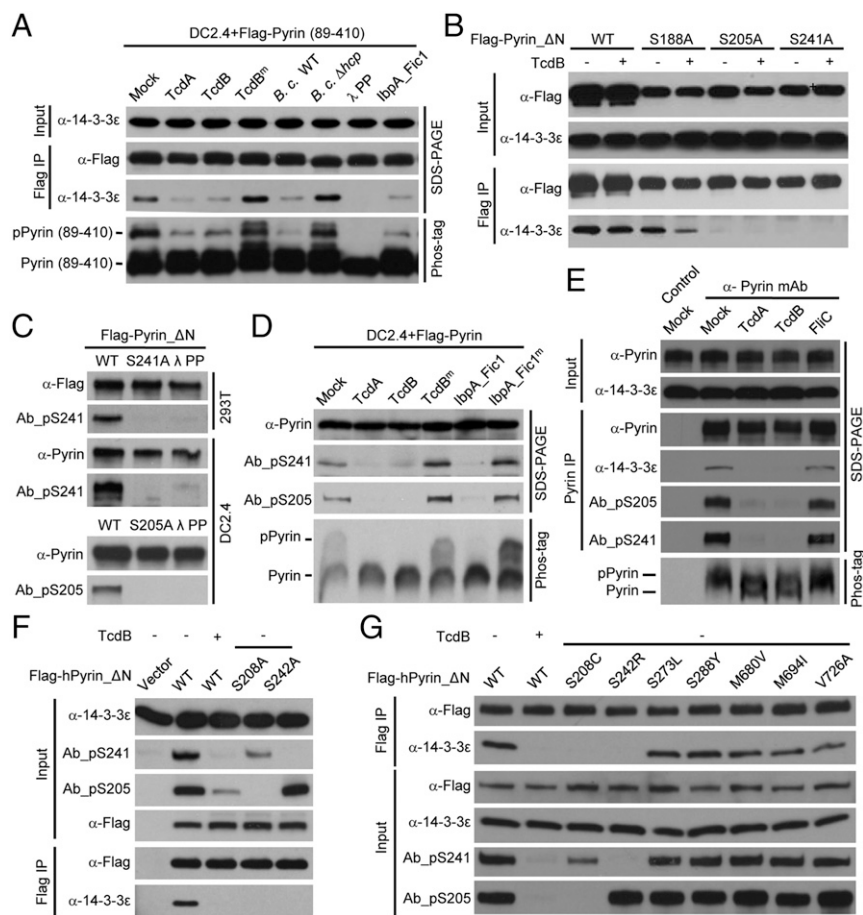 A
DC2.4+Flag-Pyrin (89-410)
Mock TcdA TcdB TcdBᵐ B. c. WT B. c. Δhcp λ PP IbpA_Fic1
Input α-14-3-3ε
Flag IP α-Flag
α-14-3-3ε
SDS-PAGE
pPyrin (89-410)
Pyrin (89-410)
Phos-tag
B
Flag-Pyrin_ΔN WT S188A S205A S241A
TcdB - + - + - + - +
Input α-Flag
α-14-3-3ε
Flag IP α-Flag
α-14-3-3ε
C
Flag-Pyrin_ΔN
WT S241A λ PP
α-Flag
Ab_pS241
293T
α-Pyrin
Ab_pS241
WT S205A λ PP
α-Pyrin
Ab_pS205
DC2.4
D
DC2.4+Flag-Pyrin
Mock TcdA TcdB TcdBᵐ IbpA_Fic1 IbpA_Fic1ᵐ
α-Pyrin
Ab_pS241
Ab_pS205
SDS-PAGE
pPyrin
Pyrin
Phos-tag
E
Control α- Pyrin mAb
Mock Mock TcdA TcdB FliC
Input α-Pyrin
α-14-3-3ε
Pyrin IP α-Pyrin
α-14-3-3ε
Ab_pS205
Ab_pS241
SDS-PAGE
pPyrin
Pyrin
Phos-tag
F
TcdB - - + -
Flag-hPyrin_ΔN Vector WT WT S208A S242A
Input α-14-3-3ε
Ab_pS241
Ab_pS205
α-Flag
Flag IP α-Flag
α-14-3-3ε
G
TcdB - + -
Flag-hPyrin_ΔN WT WT S208C S242R S273L S288Y M680V M694I V726A
Flag IP α-Flag
α-14-3-3ε
Input α-Flag
α-14-3-3ε
Ab_pS241
Ab_pS205